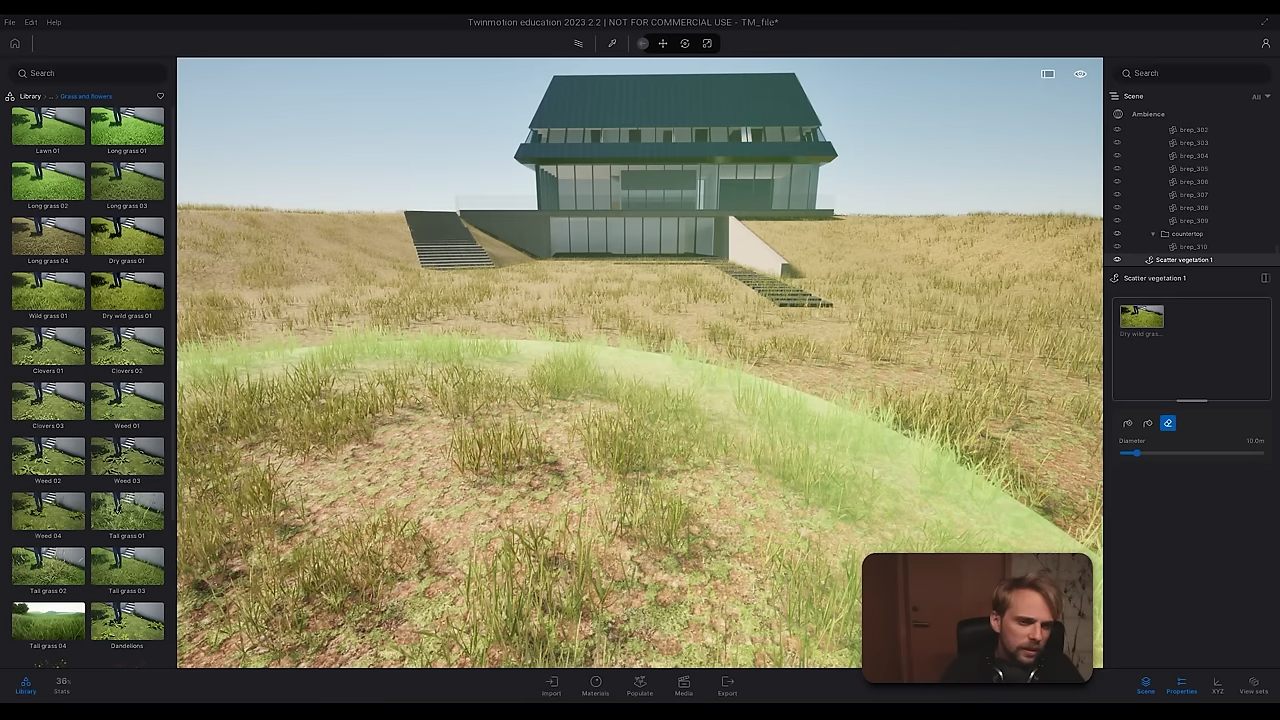 File Edit Help
Twinmotion education 2023.2.2 | NOT FOR COMMERCIAL USE - TM_file*
Search
Library > ... > Grass and flowers
Lawn 01
Long grass 01
Long grass 02
Long grass 03
Long grass 04
Dry grass 01
Wild grass 01
Dry wild grass 01
Clovers 01
Clovers 02
Clovers 03
Weed 01
Weed 02
Weed 03
Weed 04
Tall grass 01
Tall grass 02
Tall grass 03
Tall grass 04
Dandelions
Search
Scene
All
Ambience
brep_302
brep_303
brep_304
brep_305
brep_306
brep_307
brep_308
brep_309
countertop
brep_310
Scatter vegetation 1
Scatter vegetation 1
Dry wild gras...
Diameter 10.0m
Library
Stats
Import
Materials
Populate
Media
Export
Scene
Properties
XYZ
View sets